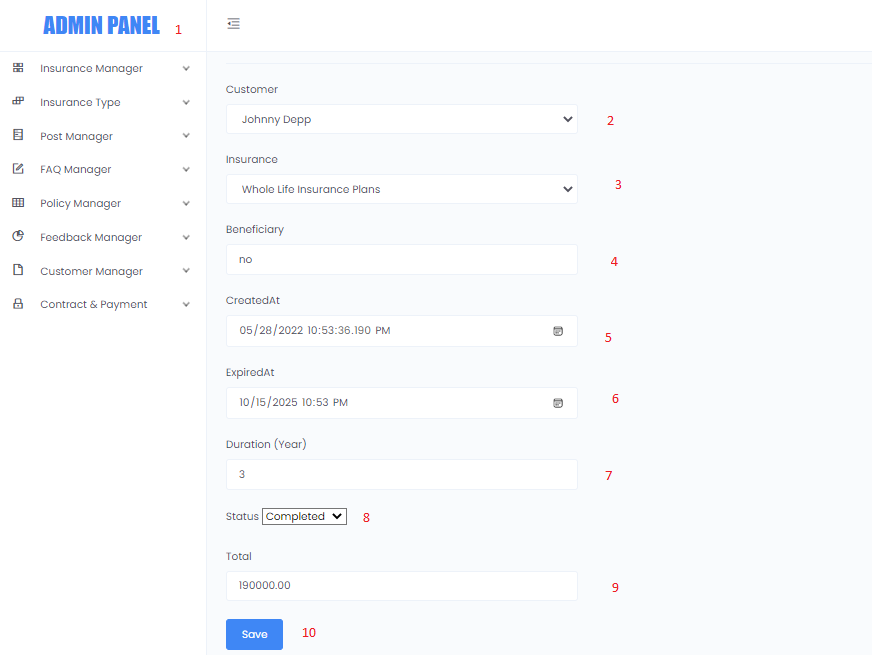 ADMIN PANEL 1
Insurance Manager
Insurance Type
Post Manager
FAQ Manager
Policy Manager
Feedback Manager
Customer Manager
Contract & Payment
Customer
Johnny Depp 2
Insurance
Whole Life Insurance Plans 3
Beneficiary
no 4
CreatedAt
05/28/2022 10:53:36.190 PM 5
ExpiredAt
10/15/2025 10:53 PM 6
Duration (Year)
3 7
Status Completed 8
Total
190000.00 9
Save 10